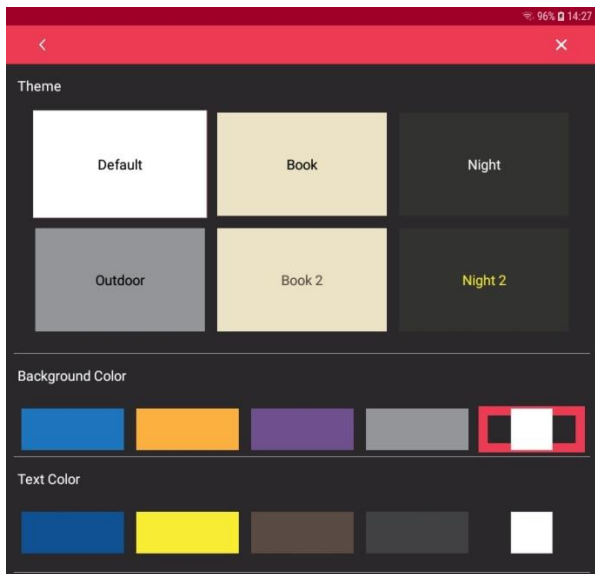 96% 14:27
Theme
Default Book Night
Outdoor Book 2 Night 2
Background Color
Text Color